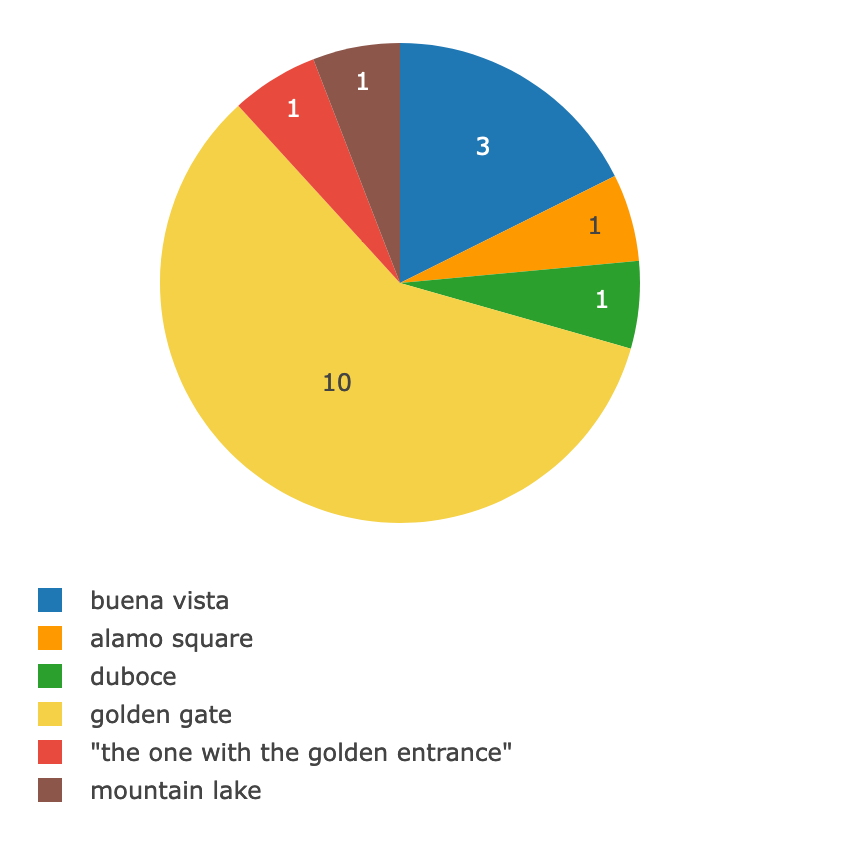 1
1
3
1
1
10
buena vista
alamo square
duboce
golden gate
"the one with the golden entrance"
mountain lake